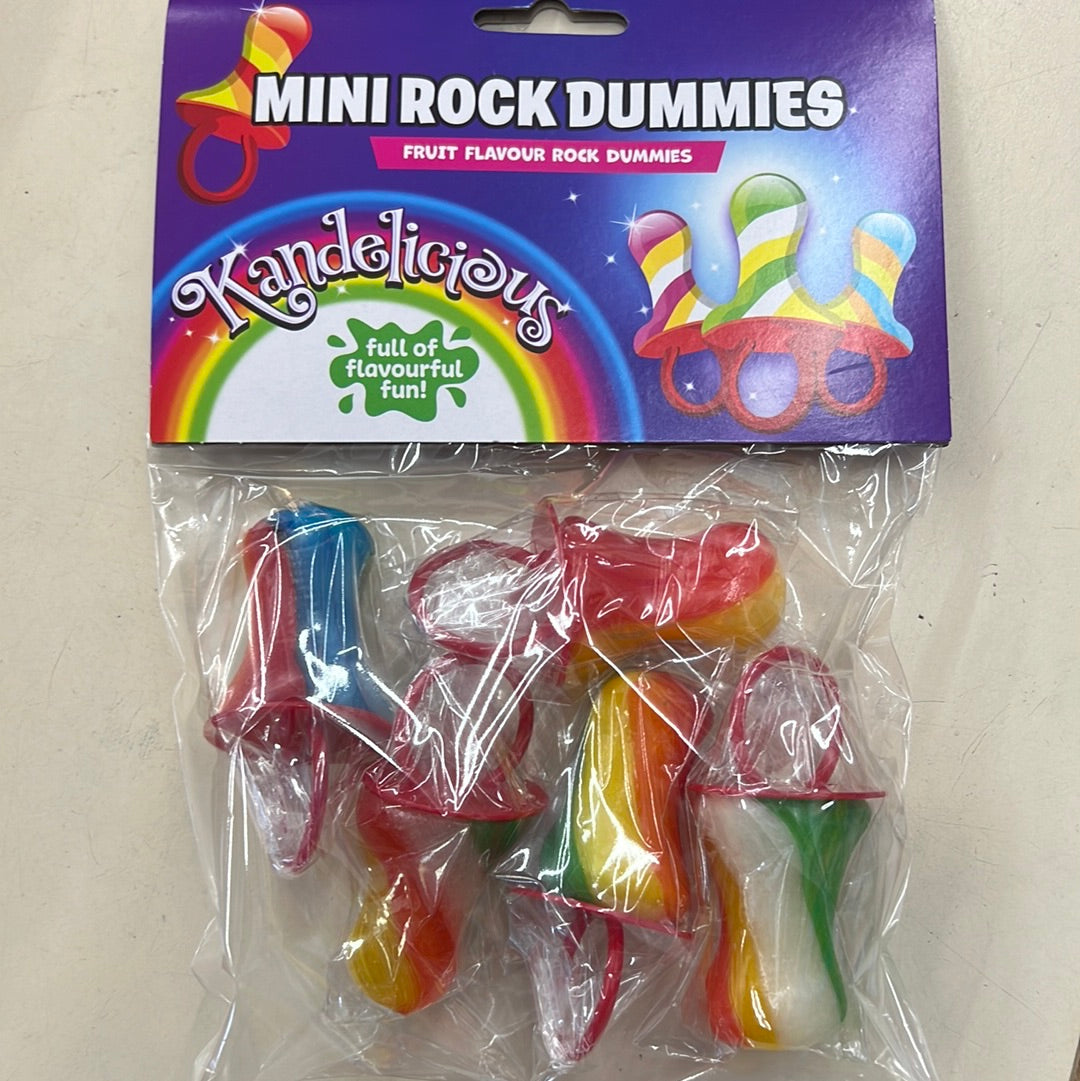 MINI ROCK DUMMIES
FRUIT FLAVOUR ROCK DUMMIES
Kandelicious
full of
flavourful
fun!